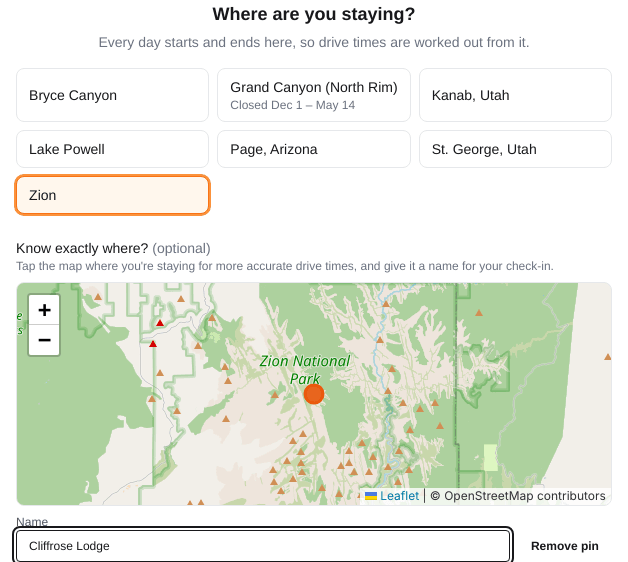 Where are you staying?
Every day starts and ends here, so drive times are worked out from it.
Bryce Canyon
Grand Canyon (North Rim)
Closed Dec 1 – May 14
Kanab, Utah
Lake Powell
Page, Arizona
St. George, Utah
Zion
Know exactly where? (optional)
Tap the map where you're staying for more accurate drive times, and give it a name for your check-in.
+
−
e
s
Zion National
Park
Leaflet | © OpenStreetMap contributors
Name
Cliffrose Lodge
Remove pin